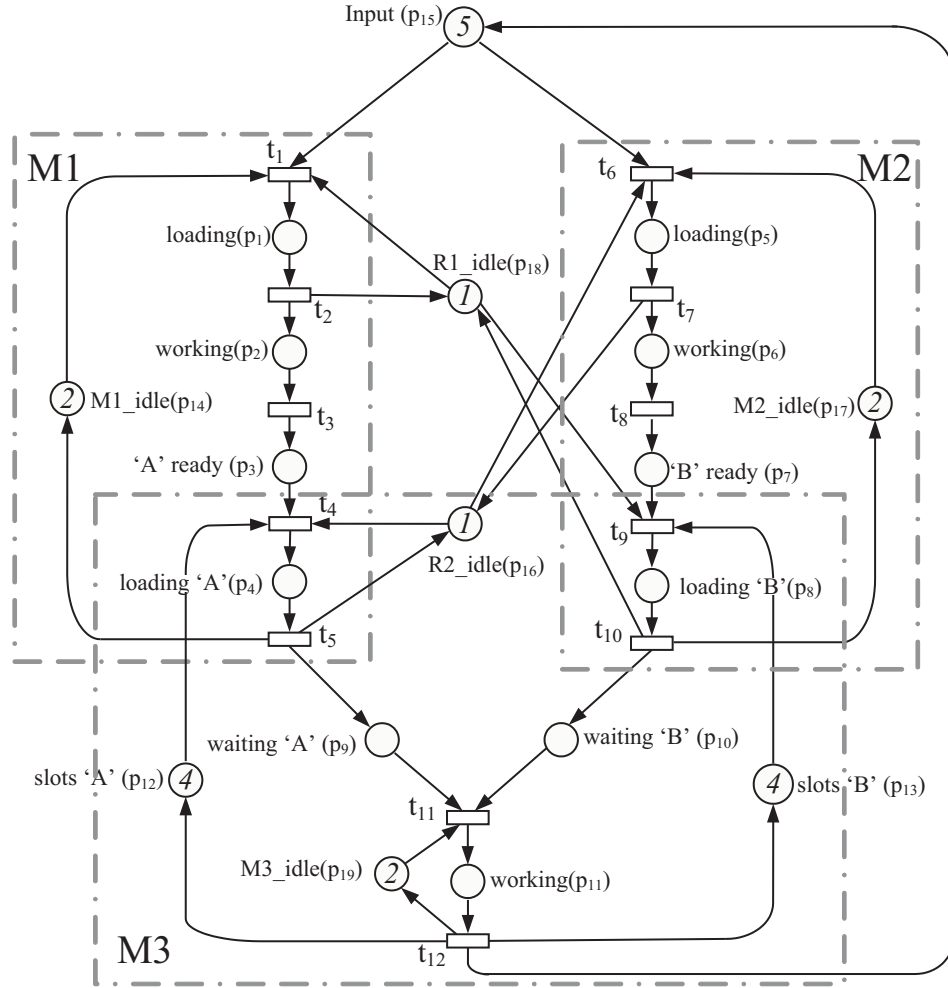 Input (p₁₅)
5
M1
t₁
t₆
M2
loading(p₁)
loading(p₅)
R1_idle(p₁₈)
1
t₂
t₇
working(p₂)
working(p₆)
2
M1_idle(p₁₄)
M2_idle(p₁₇)
2
t₃
t₈
‘A’ ready (p₃)
‘B’ ready (p₇)
t₄
1
t₉
R2_idle(p₁₆)
loading ‘A’(p₄)
loading ‘B’(p₈)
t₅
t₁₀
waiting ‘A’ (p₉)
waiting ‘B’ (p₁₀)
slots ‘A’ (p₁₂)
4
4
slots ‘B’ (p₁₃)
t₁₁
M3_idle(p₁₉)
2
working(p₁₁)
M3
t₁₂